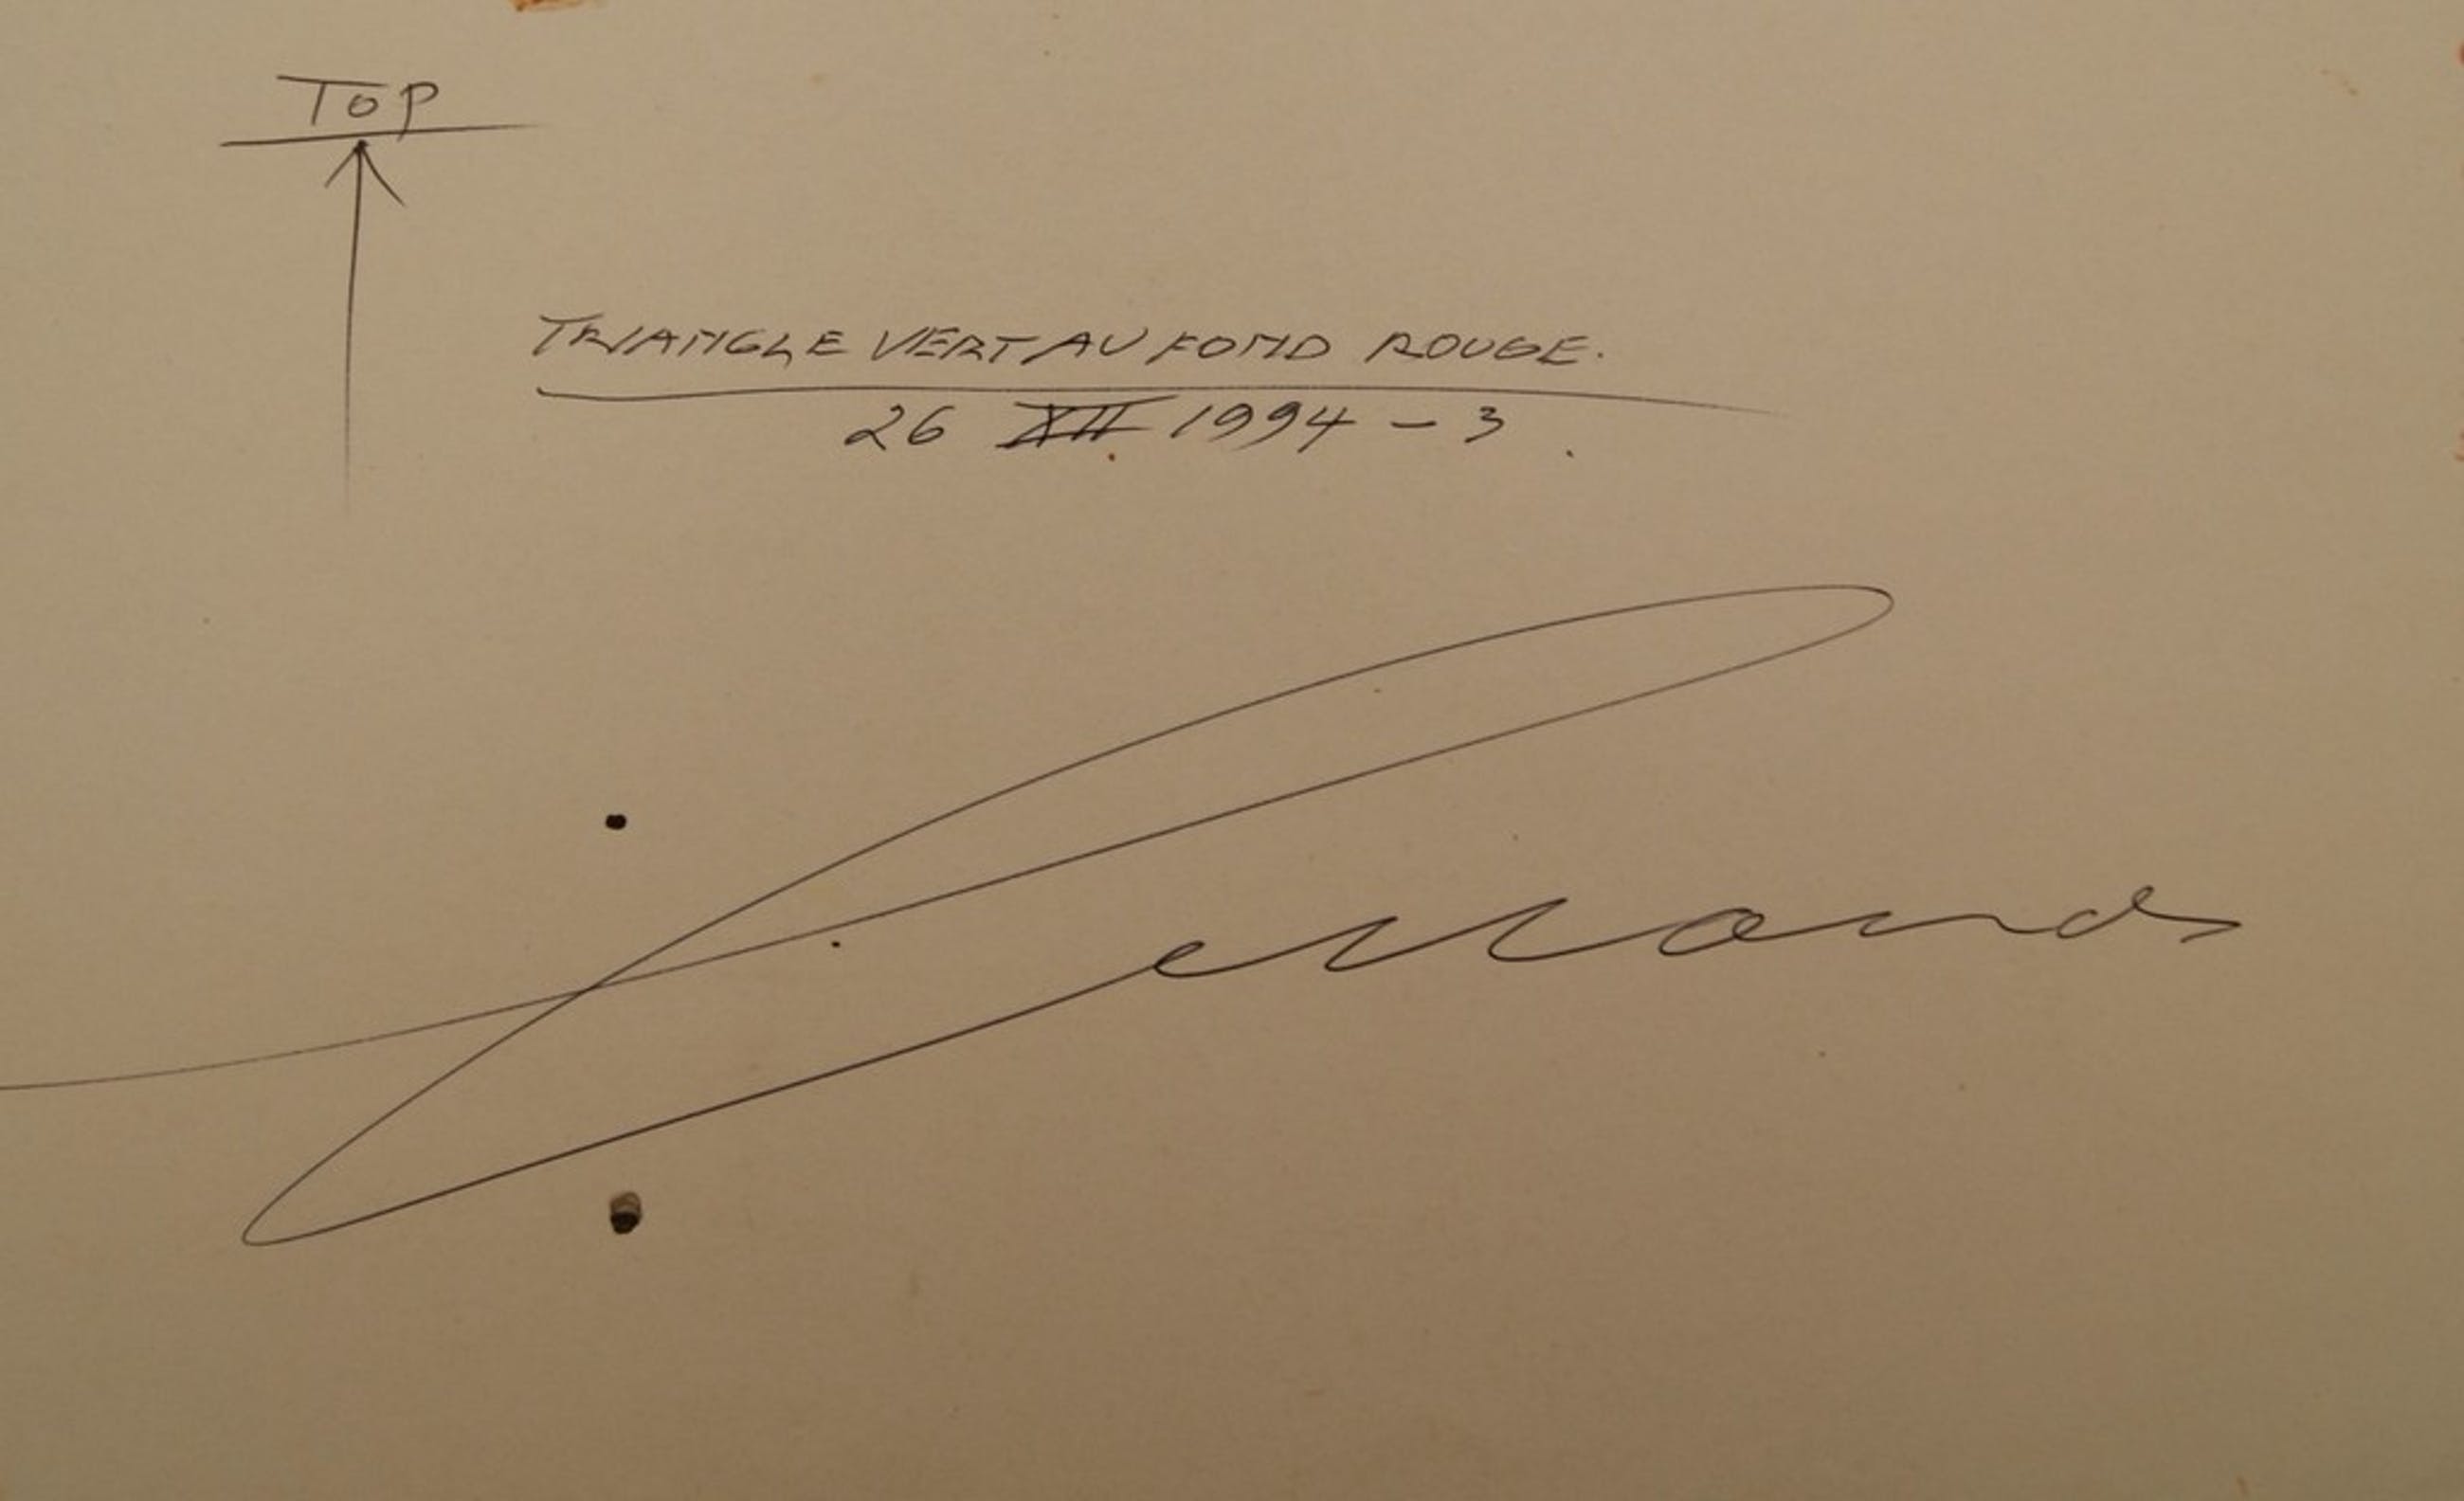 TOP
TRIANGLE VERT AU FOND ROUGE.
26 XII 1994 - 3